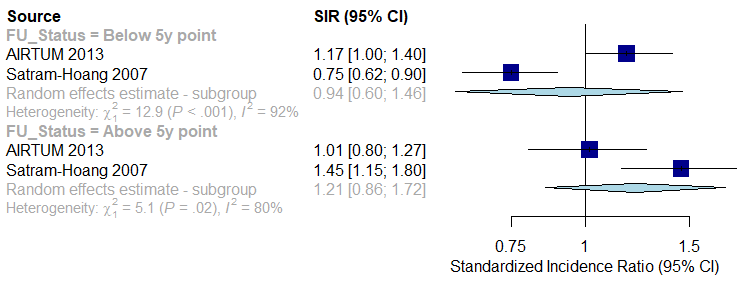 Source SIR (95% CI)
FU_Status = Below 5y point
AIRTUM 2013 1.17 [1.00; 1.40]
Satram-Hoang 2007 0.75 [0.62; 0.90]
Random effects estimate - subgroup 0.94 [0.60; 1.46]
Heterogeneity: χ²₁ = 12.9 (P < .001), I² = 92%
FU_Status = Above 5y point
AIRTUM 2013 1.01 [0.80; 1.27]
Satram-Hoang 2007 1.45 [1.15; 1.80]
Random effects estimate - subgroup 1.21 [0.86; 1.72]
Heterogeneity: χ²₁ = 5.1 (P = .02), I² = 80%
0.75 1 1.5
Standardized Incidence Ratio (95% CI)